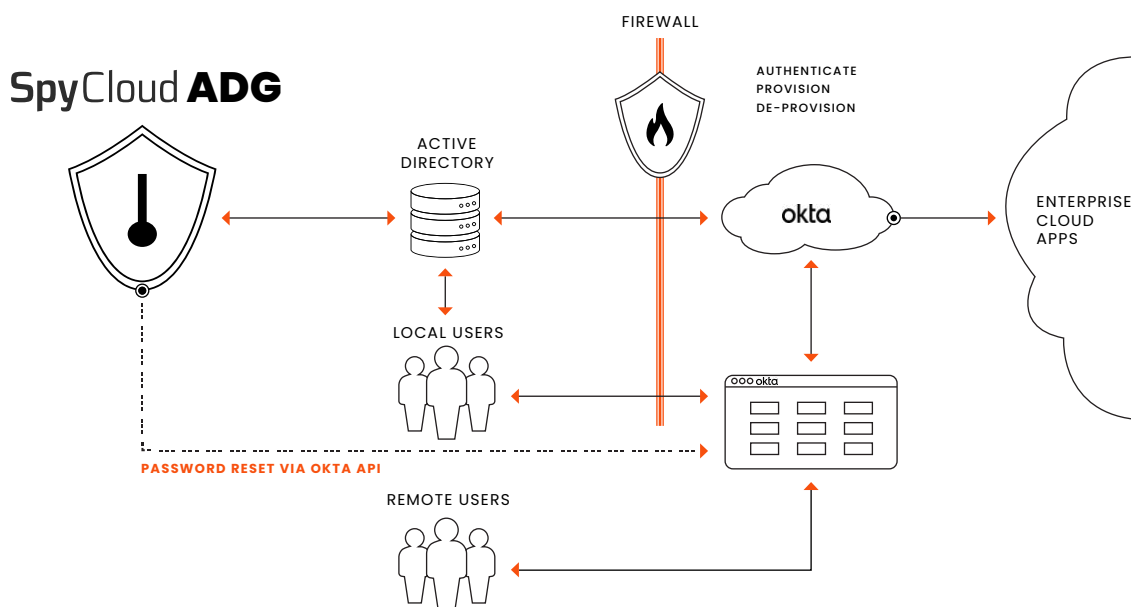 FIREWALL
SpyCloud ADG
AUTHENTICATE
PROVISION
DE-PROVISION
ACTIVE
DIRECTORY
okta
ENTERPRISE
CLOUD
APPS
LOCAL USERS
okta
PASSWORD RESET VIA OKTA API
REMOTE USERS